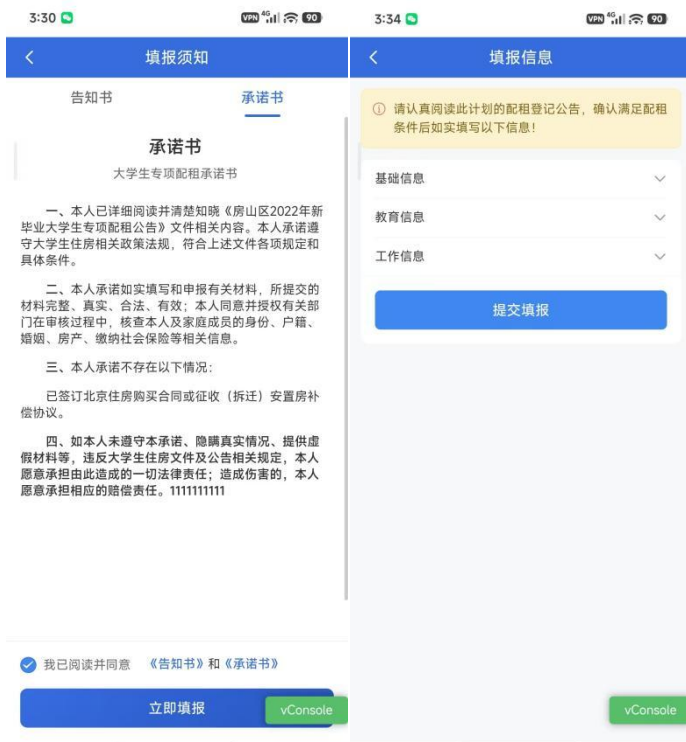 3:30
VPN 4G 90
填报须知
告知书 承诺书
承诺书
大学生专项配租承诺书
一、本人已详细阅读并清楚知晓《房山区2022年新
毕业大学生专项配租公告》文件相关内容。本人承诺遵
守大学生住房相关政策法规，符合上述文件各项规定和
具体条件。
二、本人承诺如实填写和申报有关材料，所提交的
材料完整、真实、合法、有效；本人同意并授权有关部
门在审核过程中，核查本人及家庭成员的身份、户籍、
婚姻、房产、缴纳社会保险等相关信息。
三、本人承诺不存在以下情况：
已签订北京住房购买合同或征收（拆迁）安置房补
偿协议。
四、如本人未遵守本承诺、隐瞒真实情况、提供虚
假材料等，违反大学生住房文件及公告相关规定，本人
愿意承担由此造成的一切法律责任；造成伤害的，本人
愿意承担相应的赔偿责任。1111111111
我已阅读并同意 《告知书》和《承诺书》
立即填报
vConsole
3:34
VPN 4G 90
填报信息
请认真阅读此计划的配租登记公告，确认满足配租
条件后如实填写以下信息！
基础信息
教育信息
工作信息
提交填报
vConsole